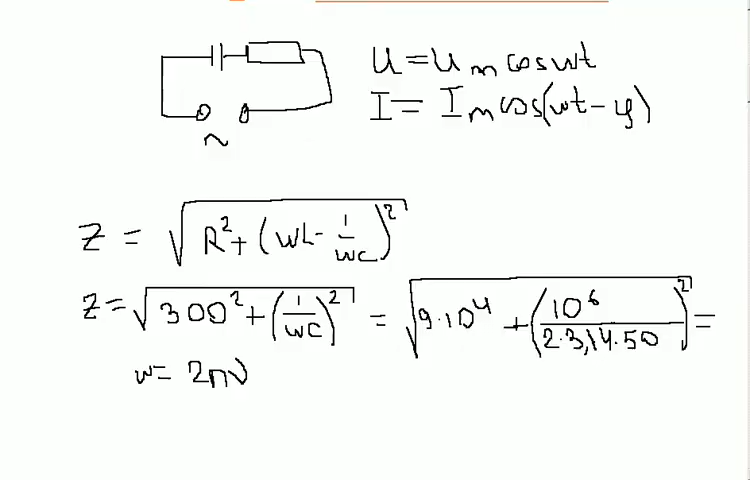 U = U_m cos ωt
I = I_m cos(ωt - φ)
~
Z = √(R² + (ωL - 1/ωC)²)
Z = √(300² + (1/ωC)²) = √(9·10⁴ + (10⁶/(2·3,14·50))²) =
ω = 2πν